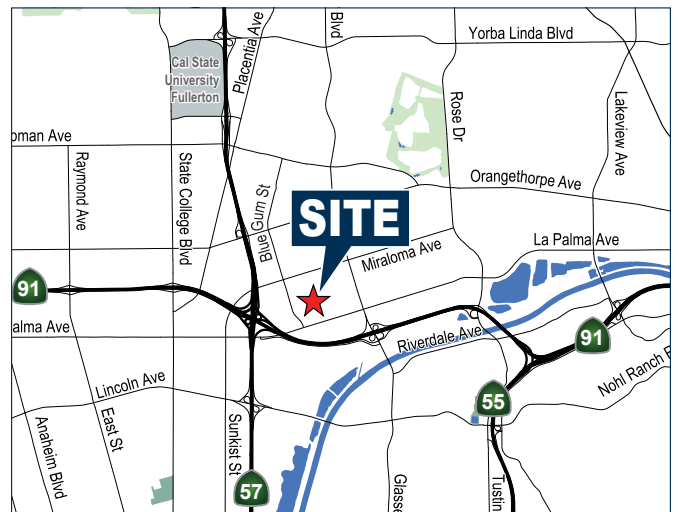 Blvd
Placentia Ave
Yorba Linda Blvd
Cal State
University
Fullerton
Rose Dr
Lakeview Ave
oman Ave
Raymond Ave
State College Blvd
Orangethorpe Ave
Blue Gum St
SITE
La Palma Ave
Miraloma Ave
91
alma Ave
Riverdale Ave
91
Nohl Ranch R
Lincoln Ave
55
Anaheim Blvd
East St
Sunkist St
57
Glasse
Tustin